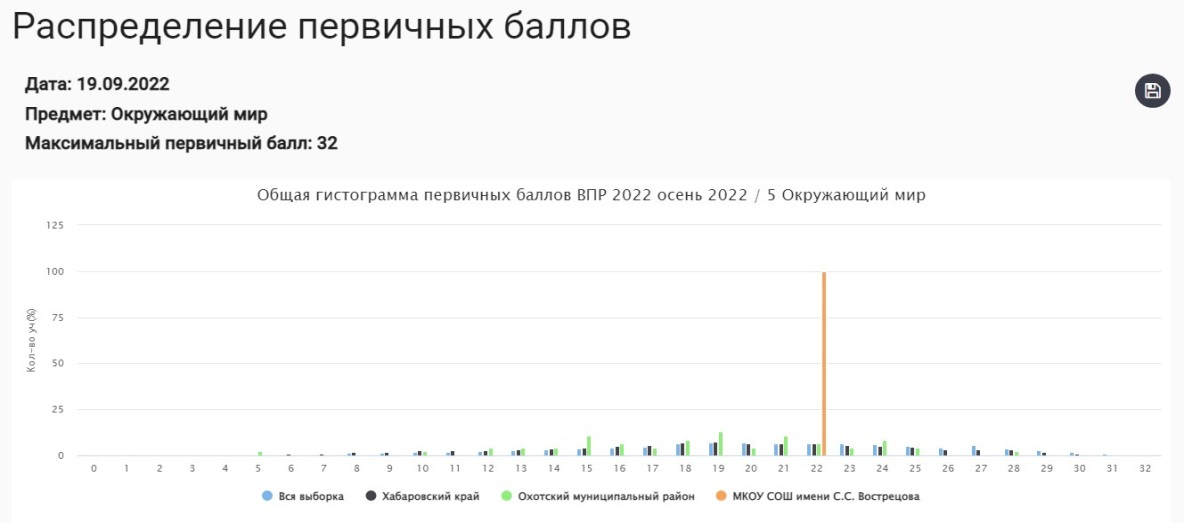 Распределение первичных баллов
Дата: 19.09.2022
Предмет: Окружающий мир
Максимальный первичный балл: 32
Общая гистограмма первичных баллов ВПР 2022 осень 2022 / 5 Окружающий мир
125
100
75
50
25
0
Кол-во уч(%)
0 1 2 3 4 5 6 7 8 9 10 11 12 13 14 15 16 17 18 19 20 21 22 23 24 25 26 27 28 29 30 31 32
Вся выборка Хабаровский край Охотский муниципальный район МКОУ СОШ имени С.С. Вострецова